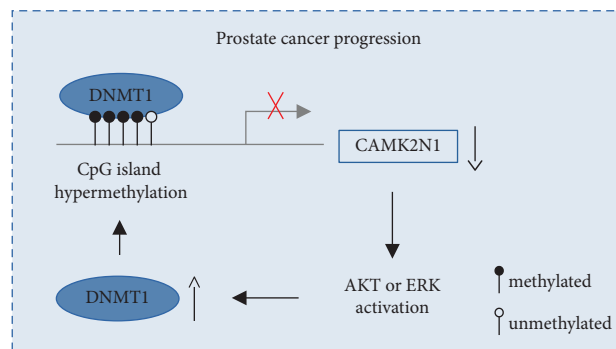 Prostate cancer progression
DNMT1
CAMK2N1
CpG island
hypermethylation
AKT or ERK
activation
DNMT1
methylated
unmethylated